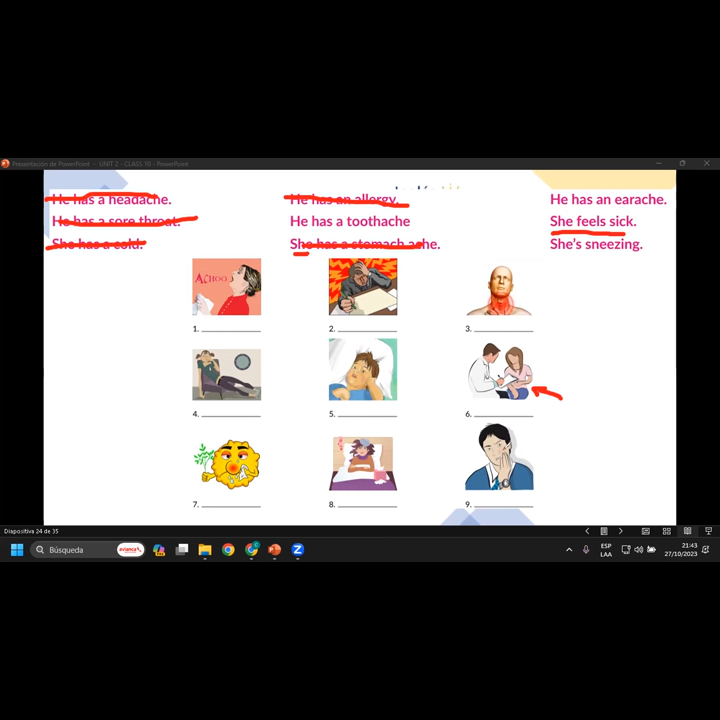 Presentación de PowerPoint - UNIT 2 - CLASS 10 - PowerPoint
He has a headache.
He has an allergy.
He has an earache.
He has a sore throat.
He has a toothache
She feels sick.
She has a cold.
She has a stomach ache.
She's sneezing.
ACHOO
1.
2.
3.
4.
5.
6.
7.
8.
9.
Diapositiva 24 de 35
Búsqueda
avianca
ESP
LAA
21:43
27/10/2023